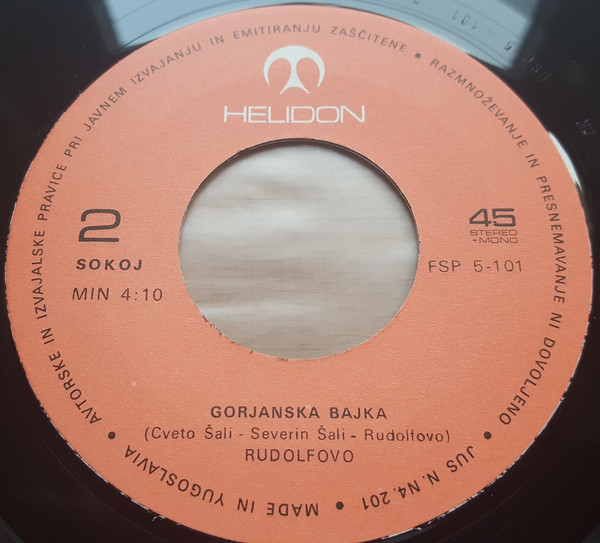 AVTORSKE IN IZVAJALSKE PRAVICE PRI JAVNEM IZVAJANJU IN EMITIRANJU ZAŠČITENE • RAZMNOŽEVANJE IN PRESNEMAVANJE NI DOVOLJENO • JUS N.N4.201 • MADE IN YUGOSLAVIA •
HELIDON
2
SOKOJ
MIN 4:10
45
STEREO
+MONO
FSP 5-101
GORJANSKA BAJKA
(Cveto Šali - Severin Šali - Rudolfovo)
RUDOLFOVO